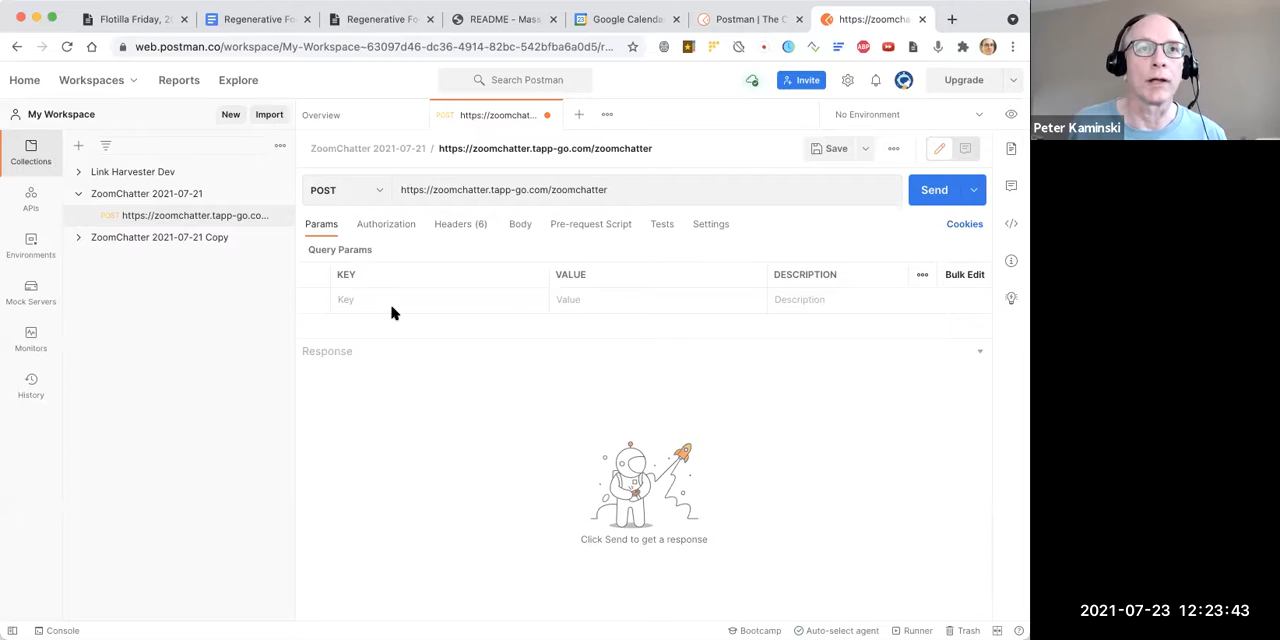 Flotilla Friday, 2
Regenerative Fo
Regenerative Fo
README - Mass
Google Calenda
Postman | The C
https://zoomcha
web.postman.co/workspace/My-Workspace~63097d46-dc36-4914-82bc-542bfba6a0d5/r...
Home
Workspaces
Reports
Explore
Search Postman
Invite
Upgrade
My Workspace
New
Import
Overview
POST https://zoomchat...
No Environment
Collections
APIs
Environments
Mock Servers
Monitors
History
Link Harvester Dev
ZoomChatter 2021-07-21
POST https://zoomchatter.tapp-go.co...
ZoomChatter 2021-07-21 Copy
ZoomChatter 2021-07-21 / https://zoomchatter.tapp-go.com/zoomchatter
Save
POST
https://zoomchatter.tapp-go.com/zoomchatter
Send
Params
Authorization
Headers (6)
Body
Pre-request Script
Tests
Settings
Cookies
Query Params
KEY
VALUE
DESCRIPTION
Bulk Edit
Key
Value
Description
Response
Click Send to get a response
Console
Bootcamp
Auto-select agent
Runner
Trash
ABP
Peter Kaminski
2021-07-23 12:23:43